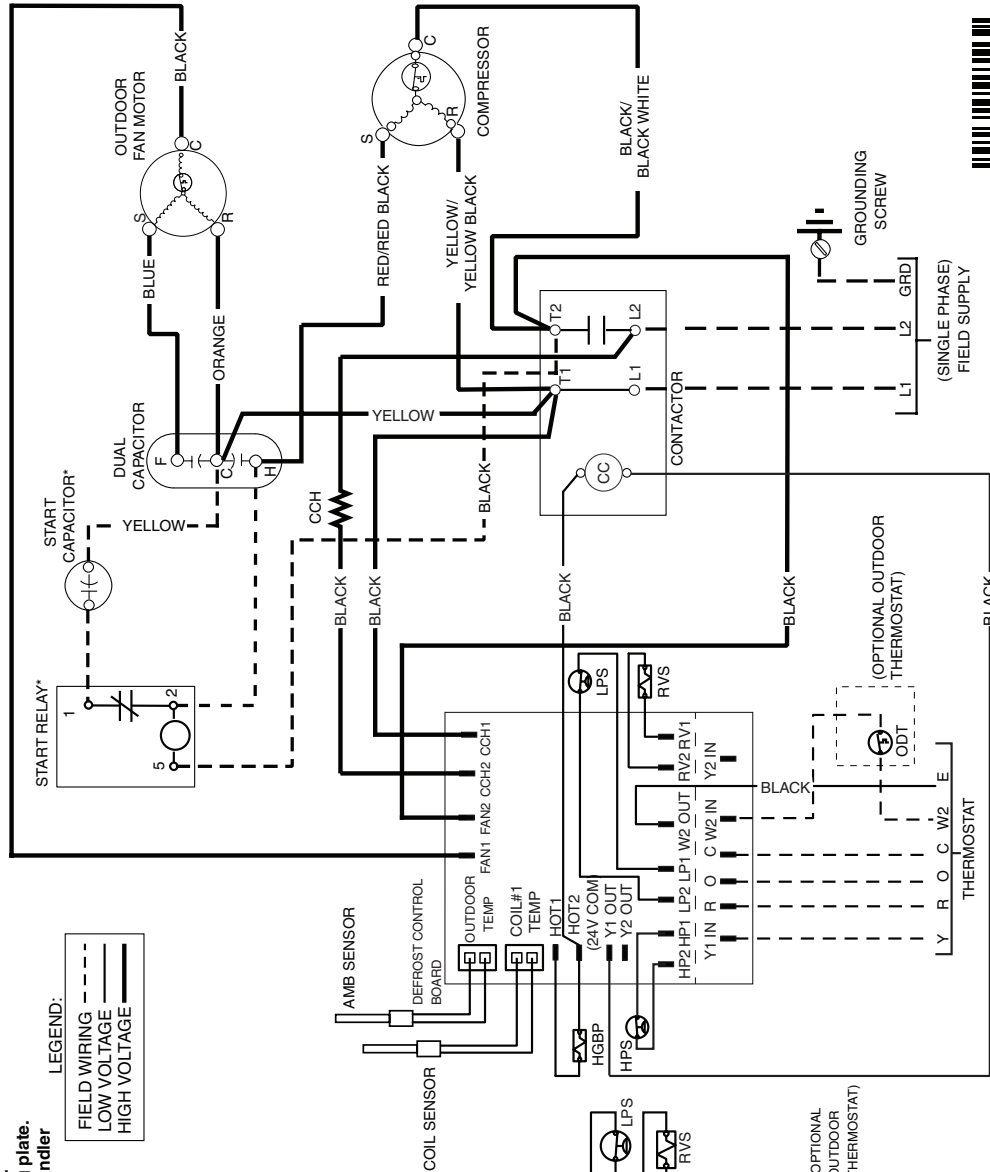 plate.
ndler
LEGEND:
FIELD WIRING
LOW VOLTAGE
HIGH VOLTAGE
OUTDOOR
FAN MOTOR
S
C
R
BLACK
BLUE
ORANGE
COMPRESSOR
C
S
R
RED/RED BLACK
YELLOW/
YELLOW BLACK
BLACK/
BLACK WHITE
DUAL
CAPACITOR
F
C
H
START
CAPACITOR*
YELLOW
START RELAY*
1
2
5
CCH
YELLOW
BLACK
BLACK
BLACK
T2
L2
T1
L1
CC
CONTACTOR
GROUNDING
SCREW
L1
L2
GRD
(SINGLE PHASE)
FIELD SUPPLY
BLACK
BLACK
BLACK
AMB SENSOR
COIL SENSOR
DEFROST CONTROL
BOARD
FAN1
FAN2
CCH2
CCH1
OUTDOOR
TEMP
COIL#1
TEMP
HOT1
HOT2
(24V COM)
Y1 OUT
Y2 OUT
HP2
HP1
LP2
LP1
W2 OUT
RV2
RV1
Y1 IN
R
O
C
W2 IN
Y2 IN
HGBP
HPS
LPS
RVS
BLACK
(OPTIONAL OUTDOOR
THERMOSTAT)
ODT
Y
R
O
C
W2
E
THERMOSTAT
LPS
RVS
OPTIONAL
OUTDOOR
THERMOSTAT)